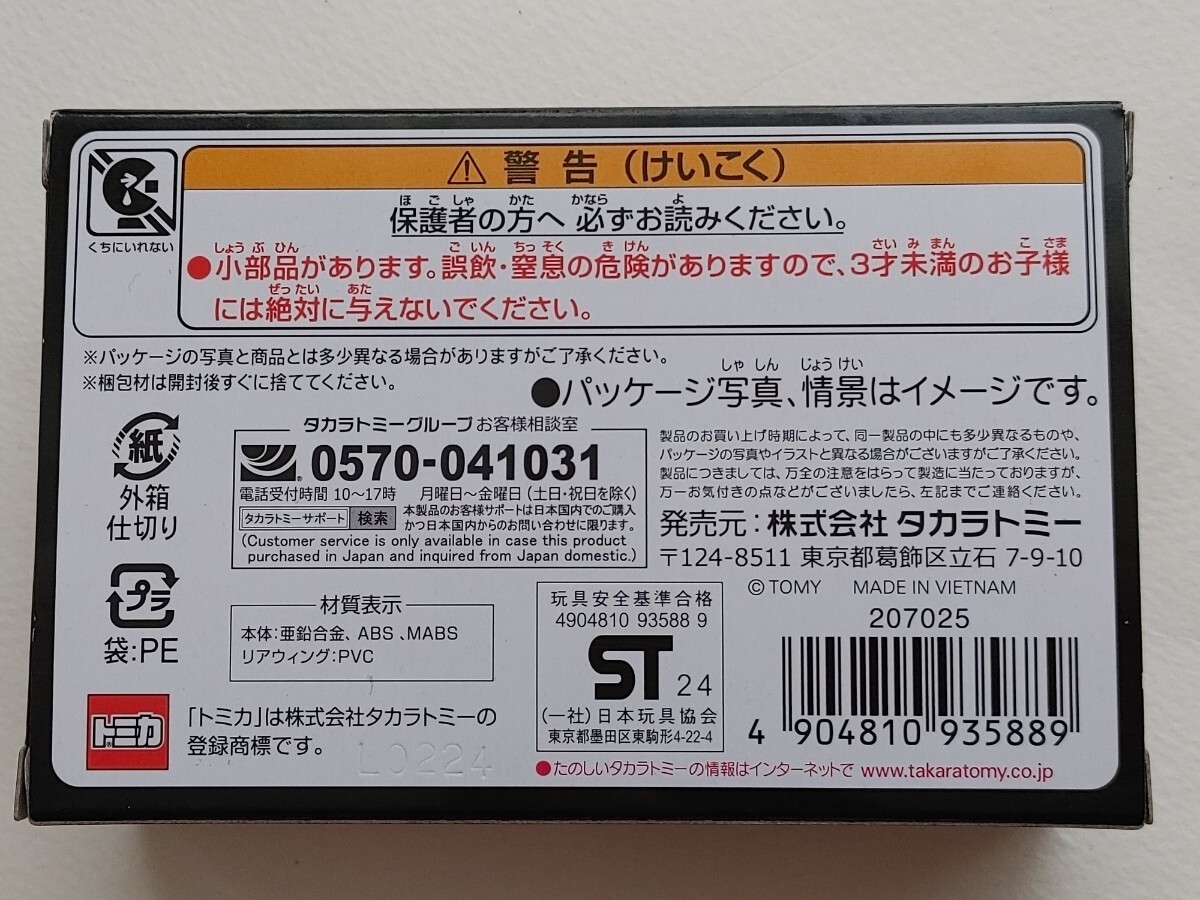 くちにいれない
警告（けいこく）
ほごしゃ かた かなら よ
保護者の方へ 必ずお読みください。
しょうぶひん ごいん ちっそく きけん さいみまん こさま
●小部品があります。誤飲・窒息の危険がありますので、3才未満のお子様
ぜったい あた
には絶対に与えないでください。
※パッケージの写真と商品とは多少異なる場合がありますがご了承ください。
※梱包材は開封後すぐに捨ててください。
しゃしん じょうけい
●パッケージ写真、情景はイメージです。
紙
外箱
仕切り
プラ
袋:PE
タカラトミーグループ お客様相談室
0570-041031
電話受付時間 10〜17時 月曜日〜金曜日（土日・祝日を除く）
タカラトミーサポート 検索
本製品のお客様サポートは日本国内でのご購入
かつ日本国内からのお問い合わせに限ります。
(Customer service is only available in case this product
purchased in Japan and inquired from Japan domestic.)
製品のお買い上げ時期によって、同一製品の中にも多少異なるものや、
パッケージの写真やイラストと異なる場合がございますがご了承ください。
製品につきましては、万全の注意をはらって製造に当たっておりますが、
万一お気付きの点などがございましたら、左記までご連絡ください。
発売元：株式会社 タカラトミー
〒124-8511 東京都葛飾区立石 7-9-10
© TOMY MADE IN VIETNAM
207025
材質表示
本体：亜鉛合金、ABS、MABS
リアウィング：PVC
玩具安全基準合格
4904810 93588 9
ST 24
(一社)日本玩具協会
東京都墨田区東駒形4-22-4
4 904810 935889
トミカ
「トミカ」は株式会社タカラトミーの
登録商標です。
L0224
●たのしいタカラトミーの情報はインターネットで www.takaratomy.co.jp